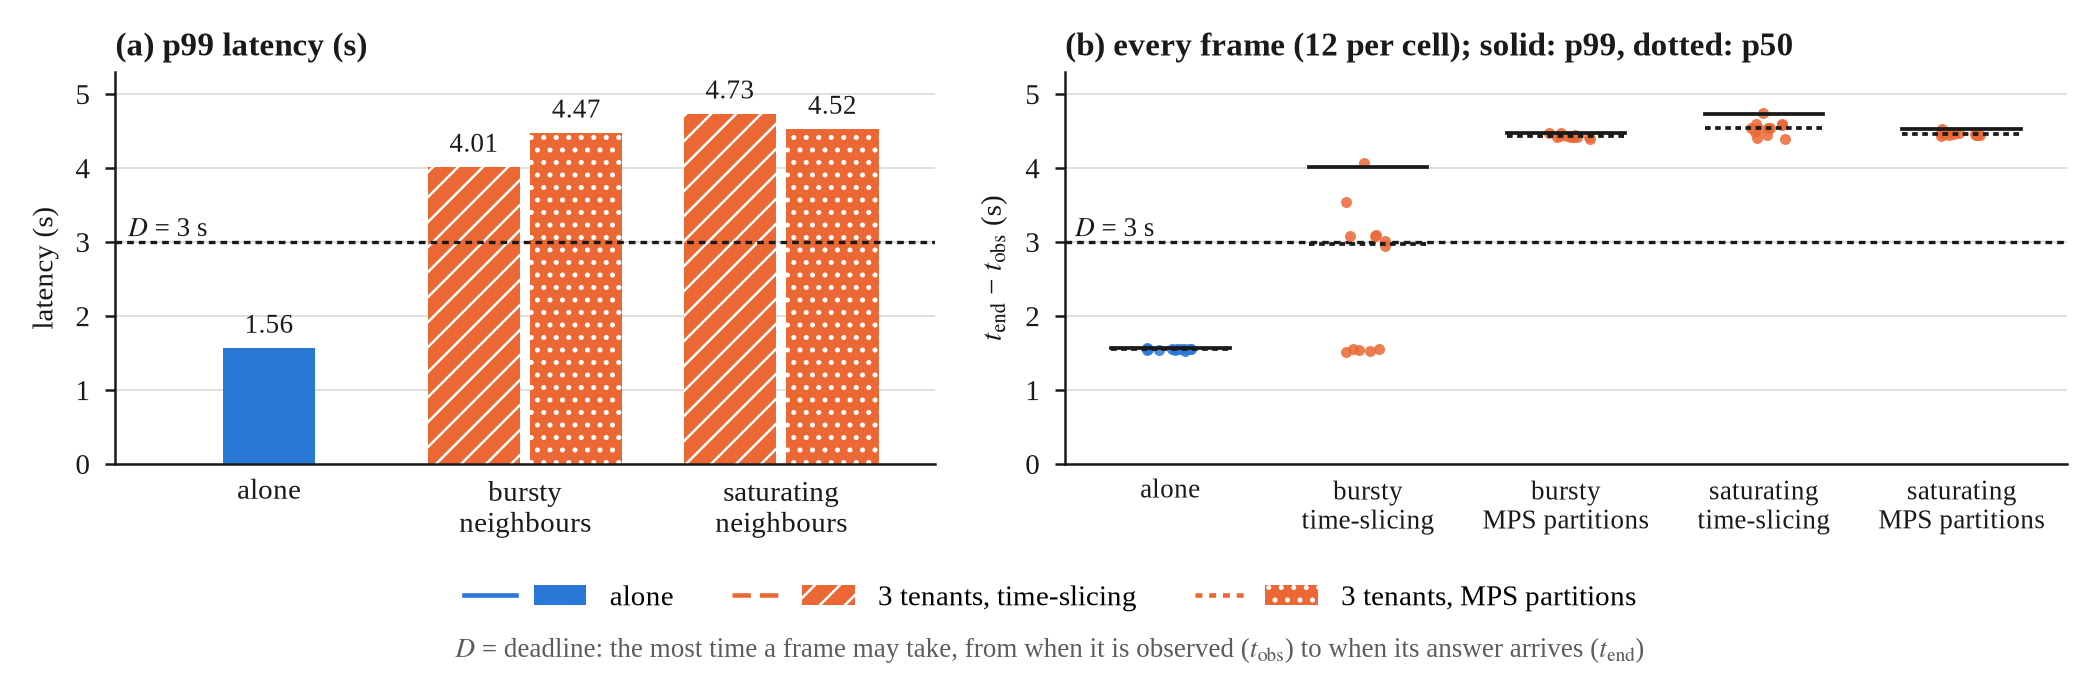 (a) p99 latency (s)
latency (s)
5
4
3
2
1
0
D = 3 s
1.56
4.01
4.47
4.73
4.52
alone
bursty
neighbours
saturating
neighbours
(b) every frame (12 per cell); solid: p99, dotted: p50
t_end − t_obs (s)
5
4
3
2
1
0
D = 3 s
alone
bursty
time-slicing
bursty
MPS partitions
saturating
time-slicing
saturating
MPS partitions
alone
3 tenants, time-slicing
3 tenants, MPS partitions
D = deadline: the most time a frame may take, from when it is observed (t_obs) to when its answer arrives (t_end)